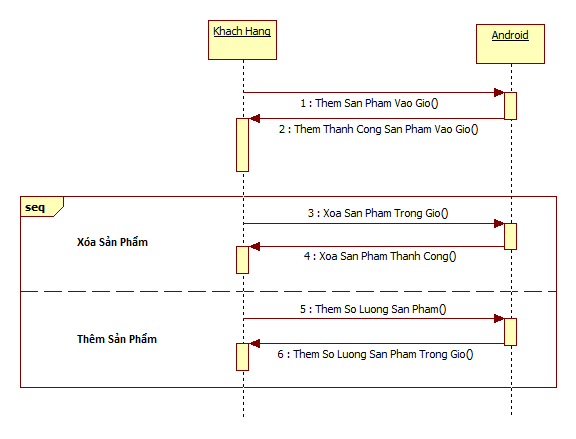 Khach Hang
Android
1 : Them San Pham Vao Gio()
2 : Them Thanh Cong San Pham Vao Gio()
seq
3 : Xoa San Pham Trong Gio()
Xóa Sản Phẩm
4 : Xoa San Pham Thanh Cong()
5 : Them So Luong San Pham()
Thêm Sản Phẩm
6 : Them So Luong San Pham Trong Gio()